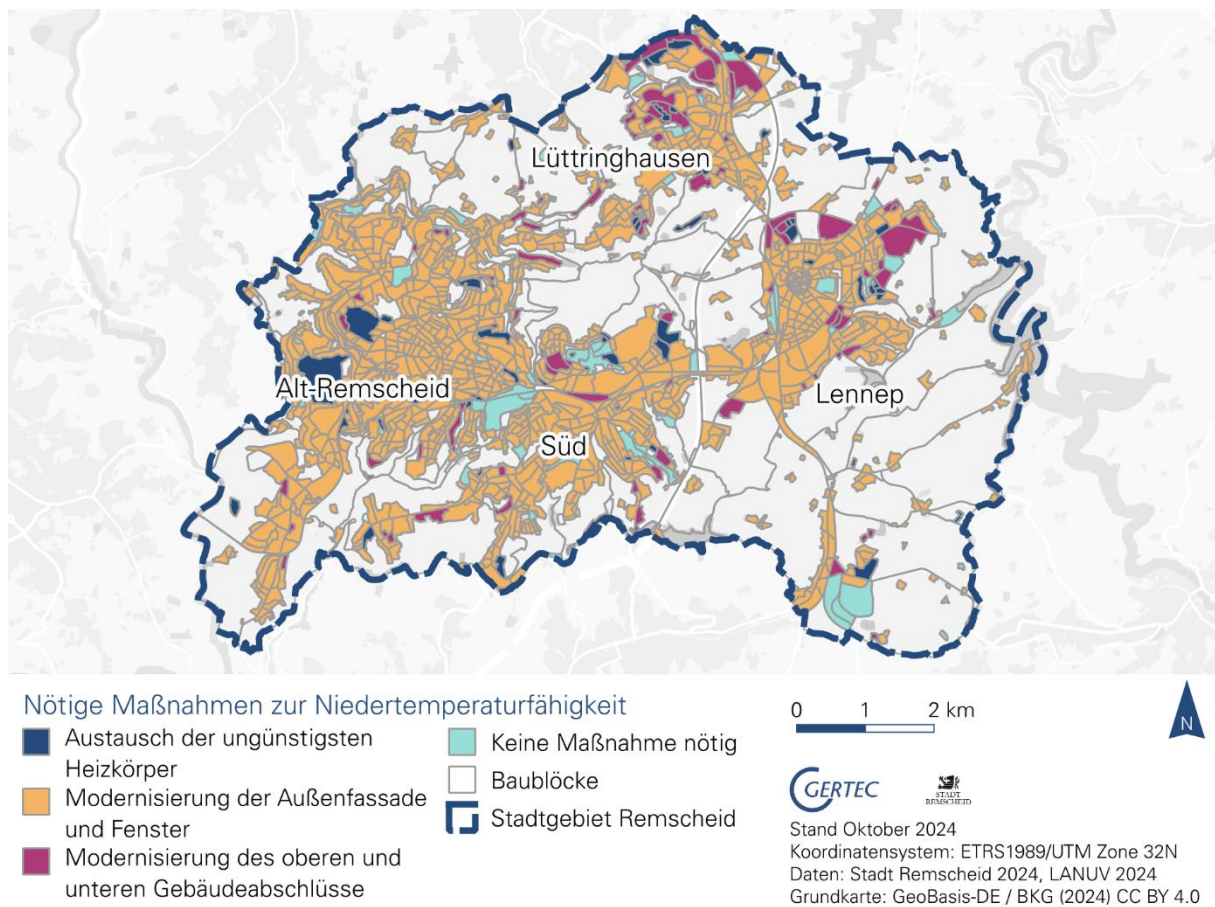 Lüttringhausen
Alt-Remscheid
Lennep
Süd
Nötige Maßnahmen zur Niedertemperaturfähigkeit
Austausch der ungünstigsten
Heizkörper
Modernisierung der Außenfassade
und Fenster
Modernisierung des oberen und
unteren Gebäudeabschlüsse
Keine Maßnahme nötig
Baublöcke
Stadtgebiet Remscheid
0 1 2 km
N
GERTEC
STADT
REMSCHEID
Stand Oktober 2024
Koordinatensystem: ETRS1989/UTM Zone 32N
Daten: Stadt Remscheid 2024, LANUV 2024
Grundkarte: GeoBasis-DE / BKG (2024) CC BY 4.0